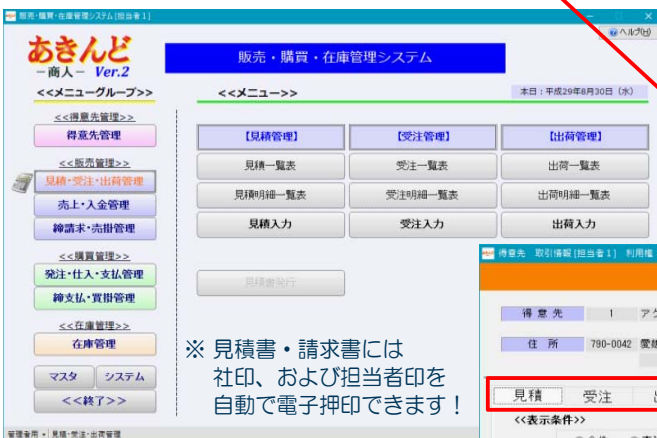 販売・購買・在庫管理システム[担当者1]
ヘルプ(H)
あきんど
－商人－ Ver.2
販売・購買・在庫管理システム
<<メニューグループ>>
<<メニュー>>
本日：平成29年8月30日（水）
<<得意先管理>>
得意先管理
<<販売管理>>
見積・受注・出荷管理
売上・入金管理
締請求・売掛管理
<<購買管理>>
発注・仕入・支払管理
締支払・買掛管理
<<在庫管理>>
在庫管理
マスタ システム
<<終了>>
【見積管理】 【受注管理】 【出荷管理】
見積一覧表 受注一覧表 出荷一覧表
見積明細一覧表 受注明細一覧表 出荷明細一覧表
見積入力 受注入力 出荷入力
見積書発行
※ 見積書・請求書には
社印、および担当者印を
自動で電子押印できます！
得意先 取引情報[担当者1] 利用権
得意先 1
住所 790-0042
見積 受注
<<表示条件>>
管理者用 見積・受注・出荷管理